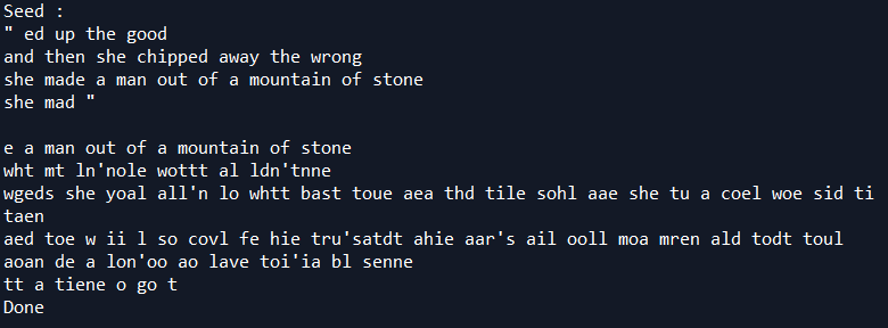 Seed :
" ed up the good
and then she chipped away the wrong
she made a man out of a mountain of stone
she mad "
e a man out of a mountain of stone
wht mt ln'nole wottt al ldn'tnne
wgeds she yoal all'n lo whtt bast toue aea thd tile sohl aae she tu a coel woe sid ti
taen
aed toe w ii l so covl fe hie tru'satdt ahie aar's ail ooll moa mren ald todt toul
aoan de a lon'oo ao lave toi'ia bl senne
tt a tiene o go t
Done